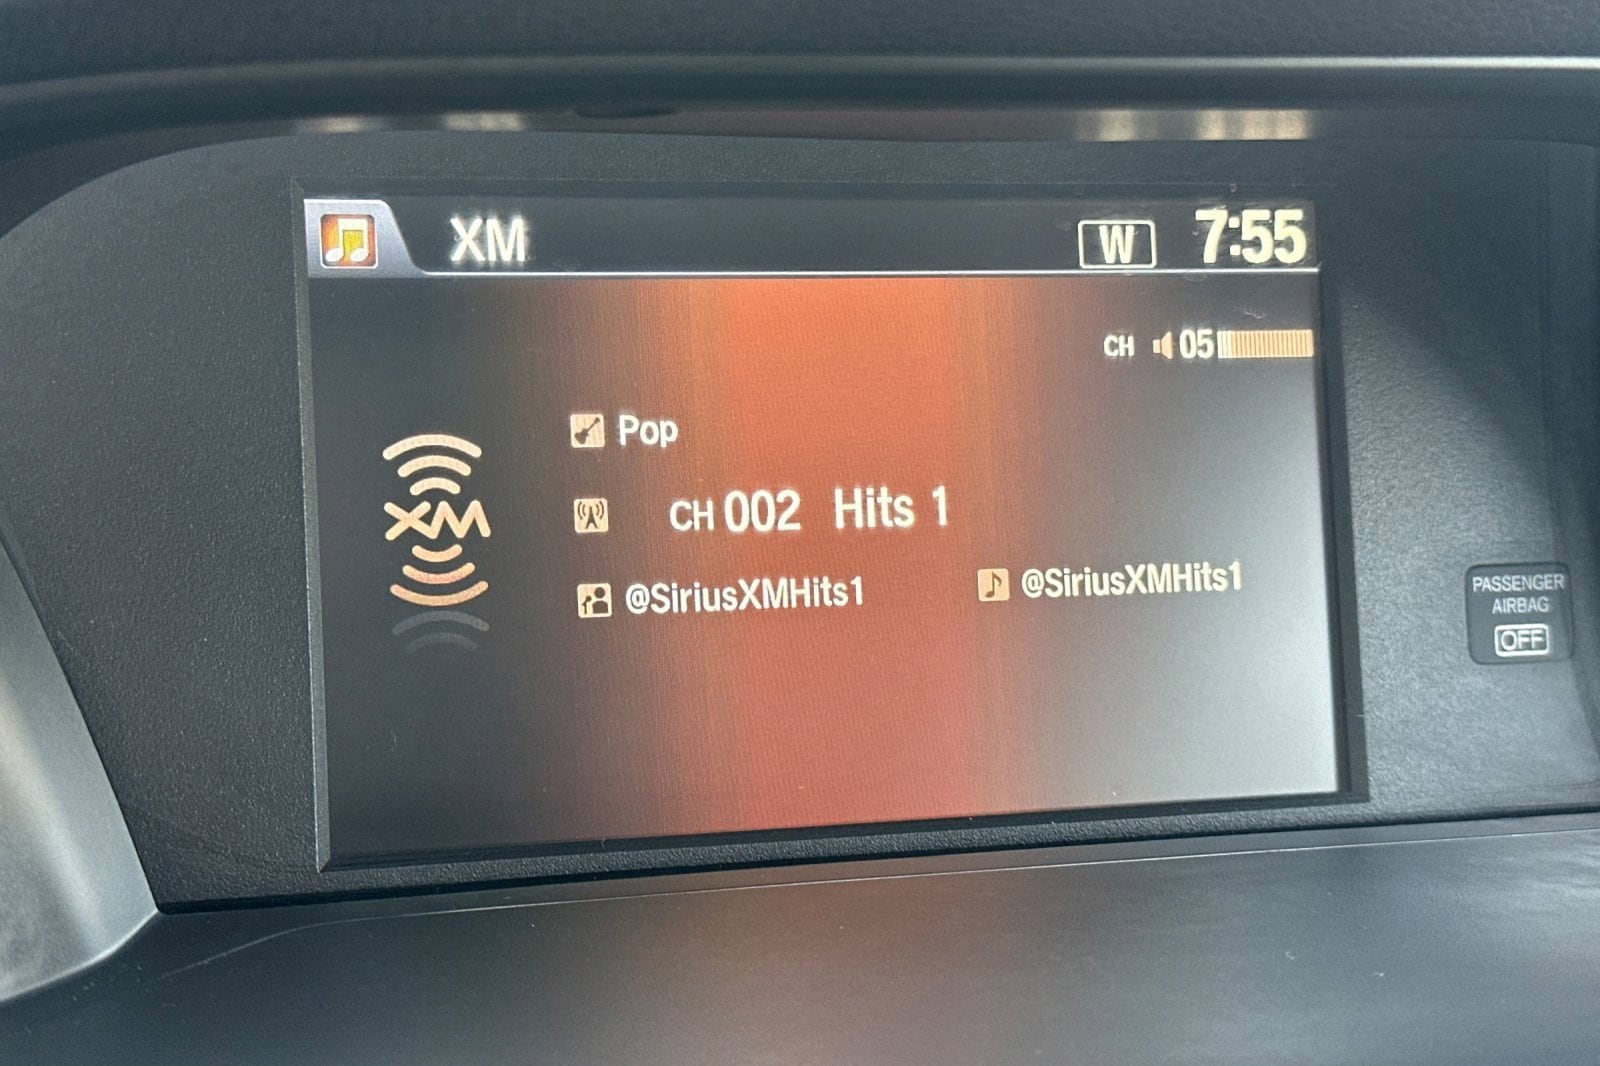 XM W 7:55
CH 05
Pop
XM
CH 002 Hits 1
@SiriusXMHits1 @SiriusXMHits1
PASSENGER
AIRBAG
OFF